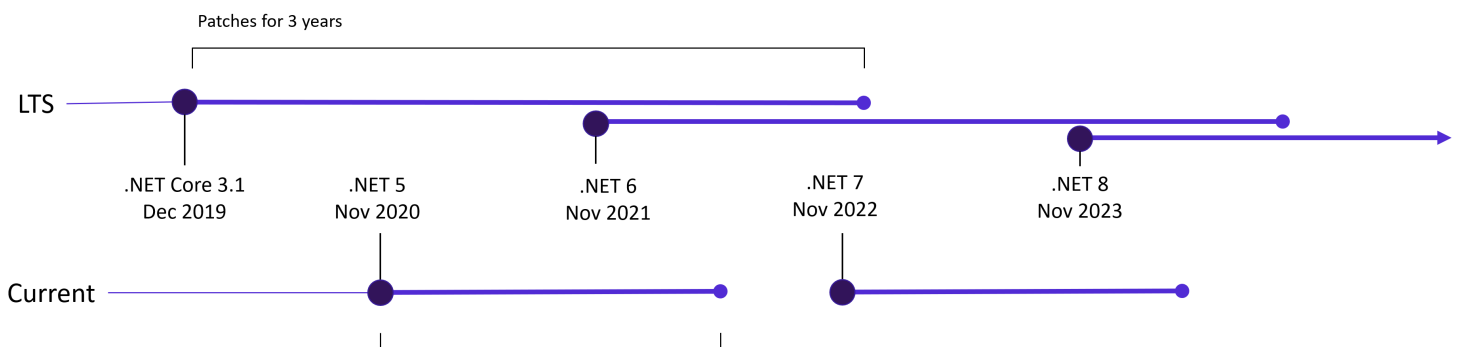 Patches for 3 years
LTS
.NET Core 3.1
Dec 2019
.NET 5
Nov 2020
.NET 6
Nov 2021
.NET 7
Nov 2022
.NET 8
Nov 2023
Current